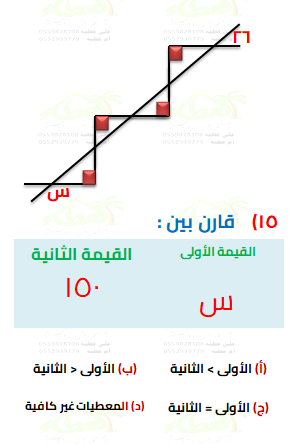 ٢٦
س
١٥) قارن بين :
القيمة الأولى القيمة الثانية
س ١٥٠
(أ) الأولى > الثانية (ب) الأولى < الثانية
(ج) الأولى = الثانية (د) المعطيات غير كافية